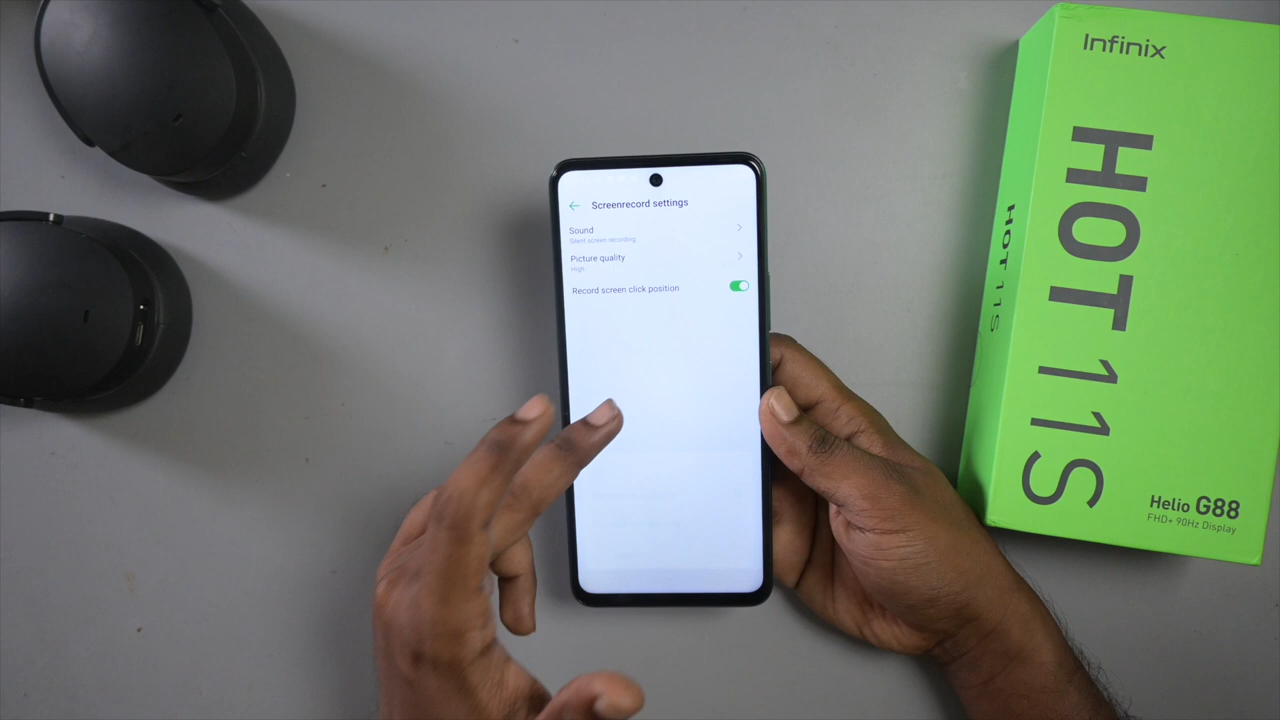 Screenrecord settings
Sound
Silent screen recording
Picture quality
High
Record screen click position
Infinix
HOT 11S
HOT 11S
Helio G88
FHD+ 90Hz Display